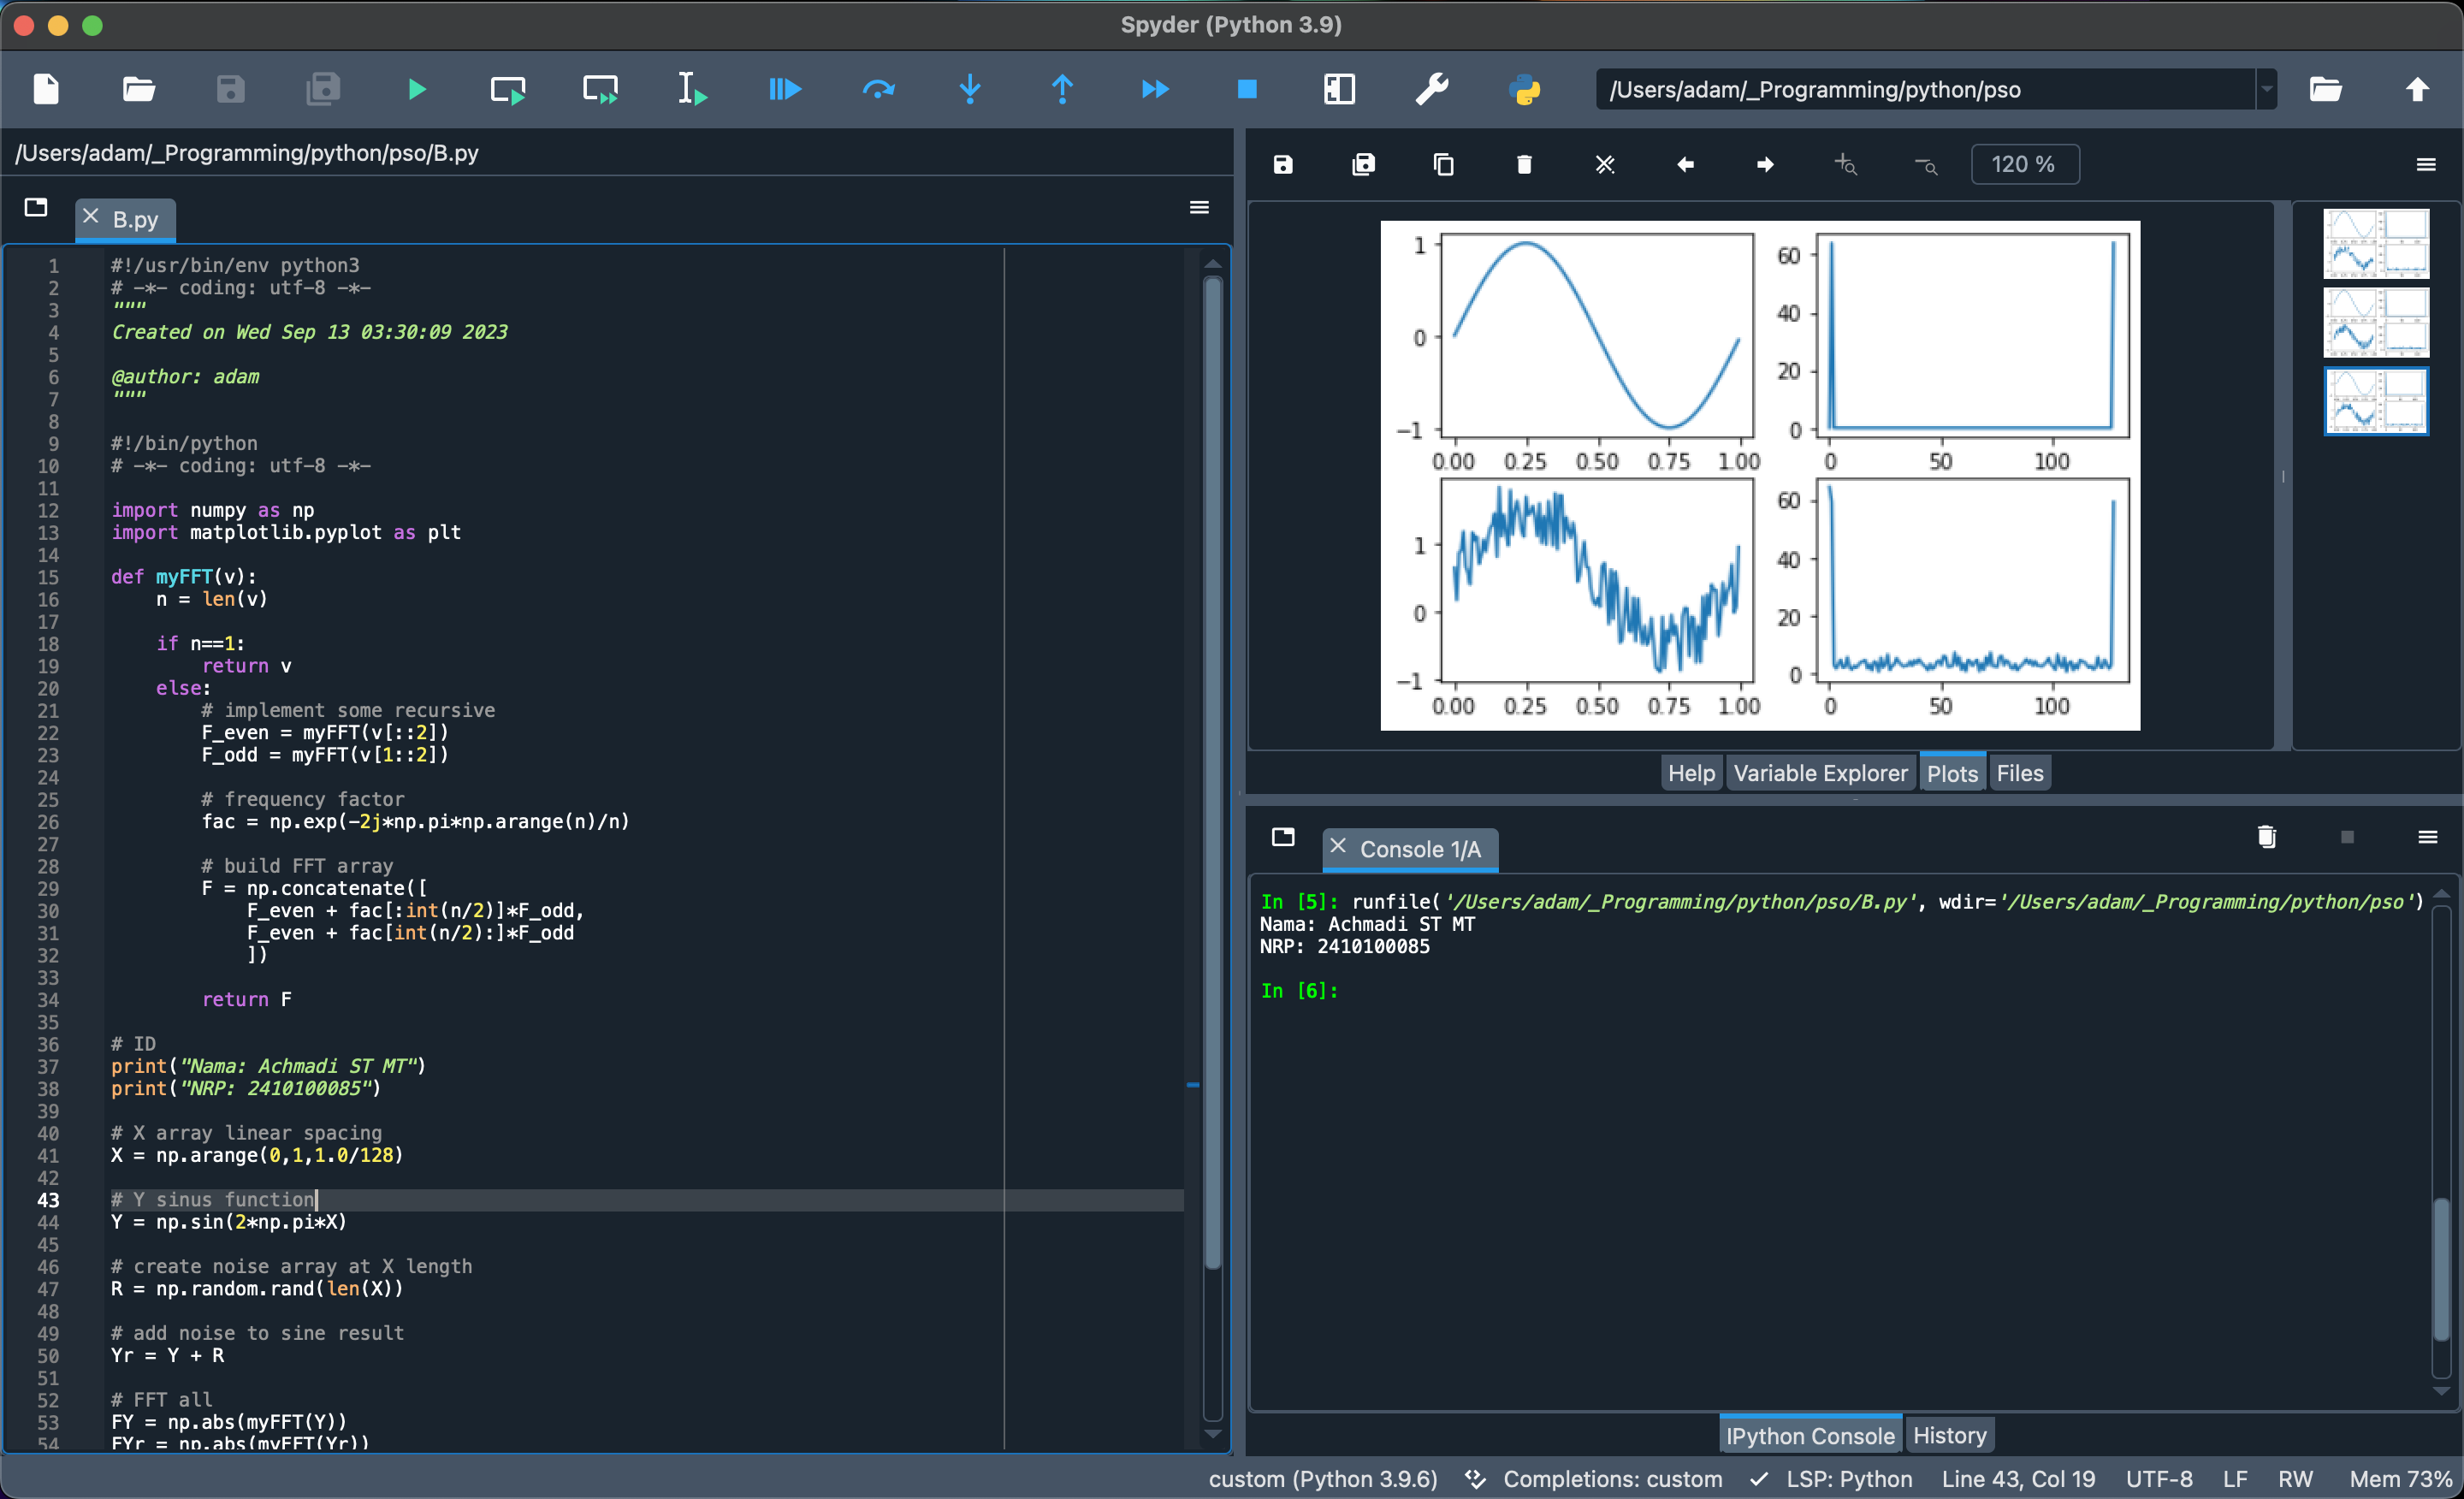 Spyder (Python 3.9)
/Users/adam/_Programming/python/pso
/Users/adam/_Programming/python/pso/B.py
B.py
1 #!/usr/bin/env python3
2 # -*- coding: utf-8 -*-
3 """
4 Created on Wed Sep 13 03:30:09 2023
5
6 @author: adam
7 """
8
9 #!/bin/python
10 # -*- coding: utf-8 -*-
11
12 import numpy as np
13 import matplotlib.pyplot as plt
14
15 def myFFT(v):
16     n = len(v)
17
18     if n==1:
19         return v
20     else:
21         # implement some recursive
22         F_even = myFFT(v[::2])
23         F_odd = myFFT(v[1::2])
24
25         # frequency factor
26         fac = np.exp(-2j*np.pi*np.arange(n)/n)
27
28         # build FFT array
29         F = np.concatenate([
30             F_even + fac[:int(n/2)]*F_odd,
31             F_even + fac[int(n/2):]*F_odd
32             ])
33
34         return F
35
36 # ID
37 print("Nama: Achmadi ST MT")
38 print("NRP: 2410100085")
39
40 # X array linear spacing
41 X = np.arange(0,1,1.0/128)
42
43 # Y sinus function
44 Y = np.sin(2*np.pi*X)
45
46 # create noise array at X length
47 R = np.random.rand(len(X))
48
49 # add noise to sine result
50 Yr = Y + R
51
52 # FFT all
53 FY = np.abs(myFFT(Y))
54 FYr = np.abs(myFFT(Yr))
120 %
1
0
−1
0.00 0.25 0.50 0.75 1.00
60
40
20
0
0 50 100
1
0
−1
0.00 0.25 0.50 0.75 1.00
60
40
20
0
0 50 100
Help Variable Explorer Plots Files
Console 1/A
In [5]: runfile('/Users/adam/_Programming/python/pso/B.py', wdir='/Users/adam/_Programming/python/pso')
Nama: Achmadi ST MT
NRP: 2410100085
In [6]:
IPython Console History
custom (Python 3.9.6) Completions: custom LSP: Python Line 43, Col 19 UTF-8 LF RW Mem 73%